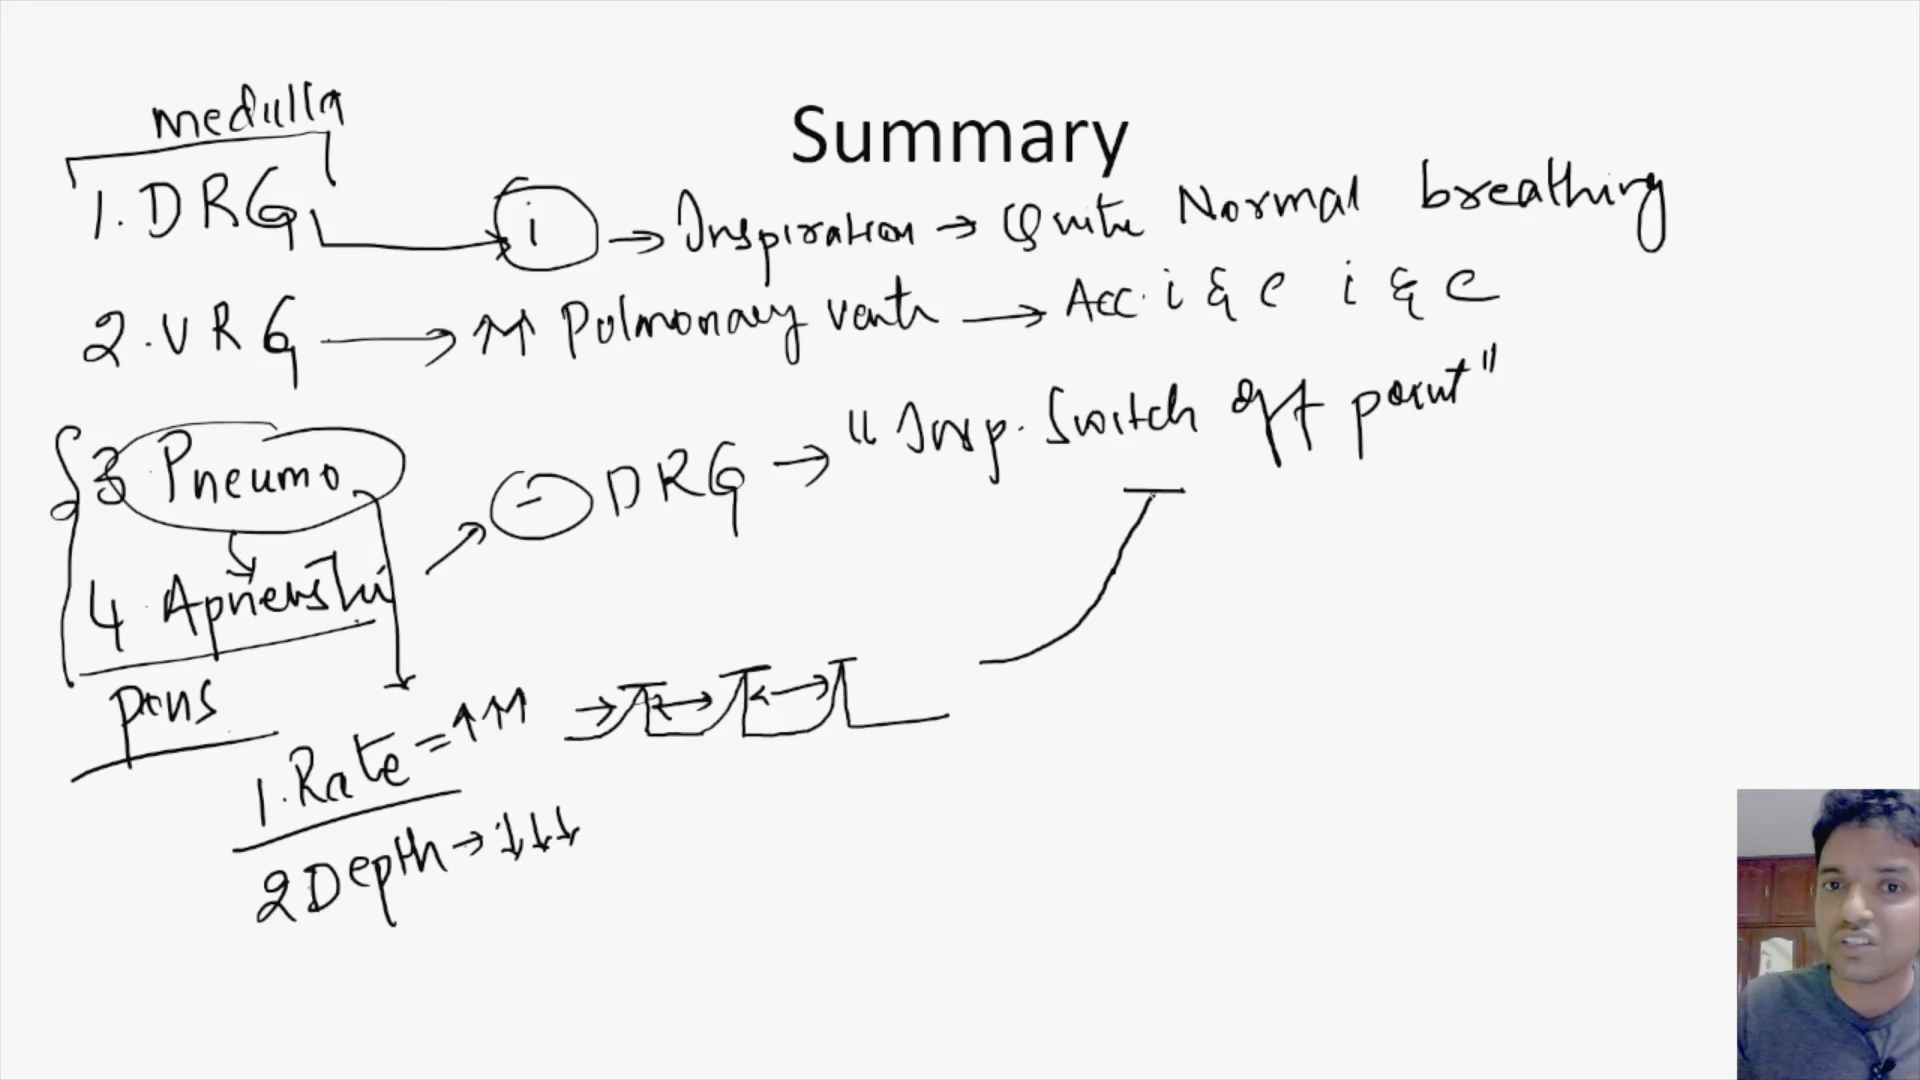 Summary
medulla
1. DRG → i → Inspiration → Quite Normal breathing
2. VRG → ↑↑ Pulmonary vent → Acc. i & e i & e
3 Pneumo
⊖ DRG → "Insp. Switch off point"
4. Apneustic
Pons
1. Rate = ↑↑↑
2 Depth → ↓↓↓